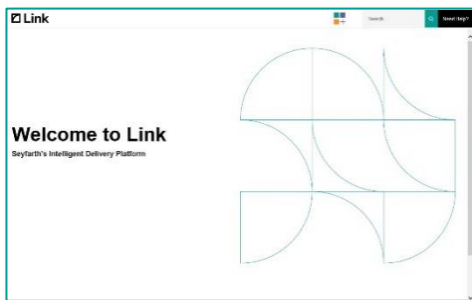 Link
Search
Need Help?
Welcome to Link
Seyfarth's Intelligent Delivery Platform